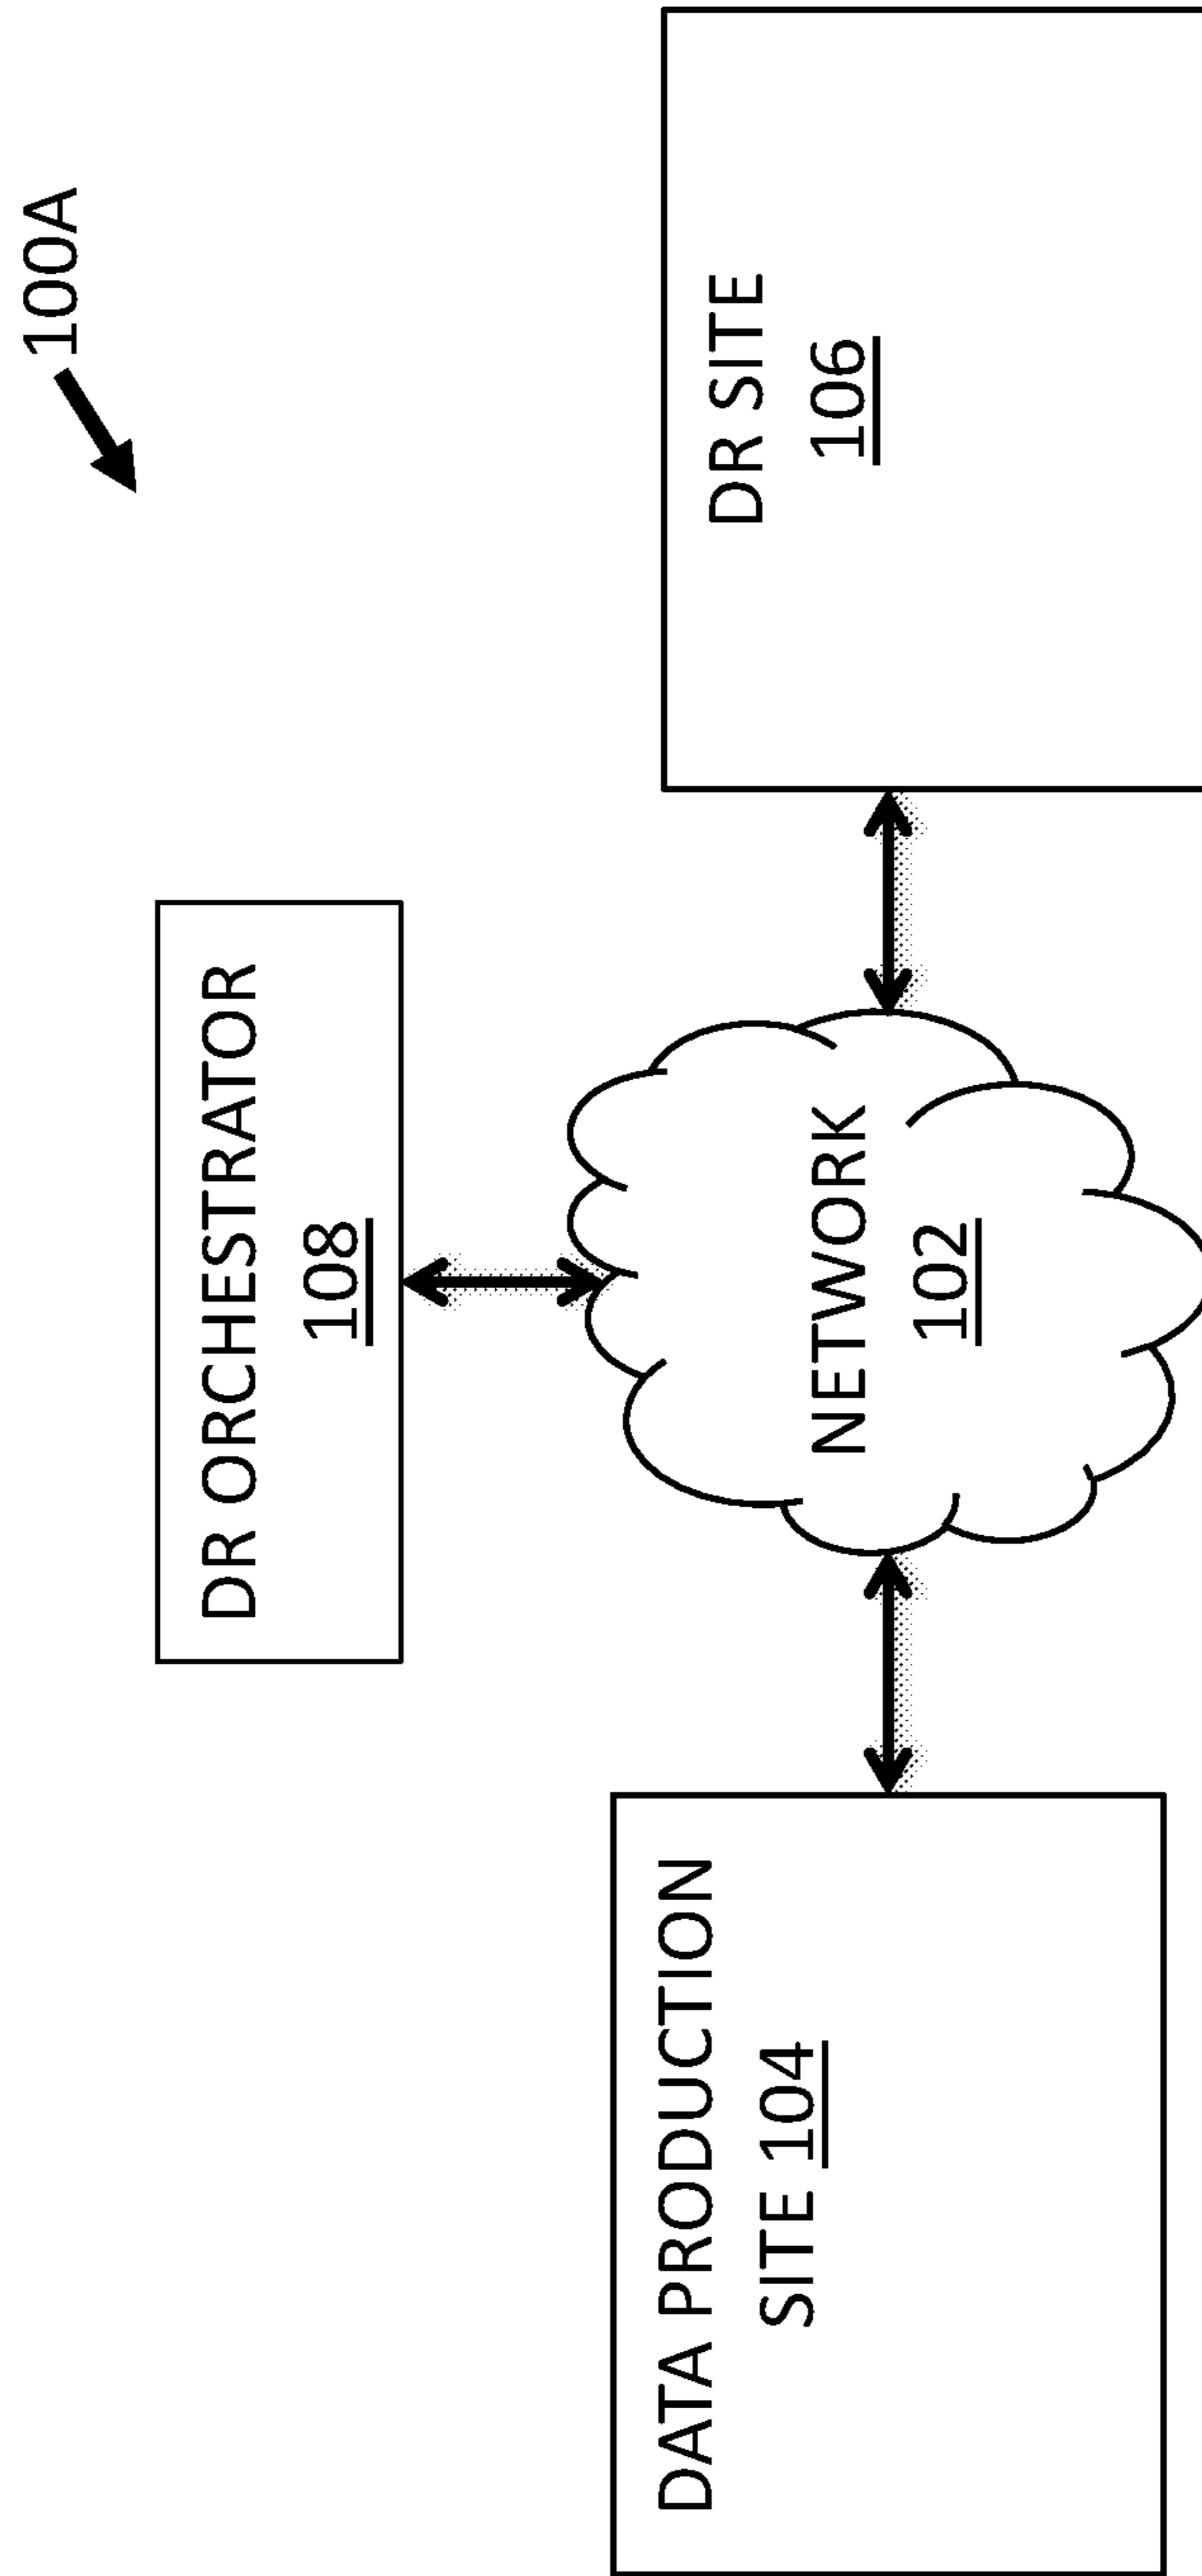 100A
DR ORCHESTRATOR
108
DATA PRODUCTION
SITE 104
NETWORK
102
DR SITE
106